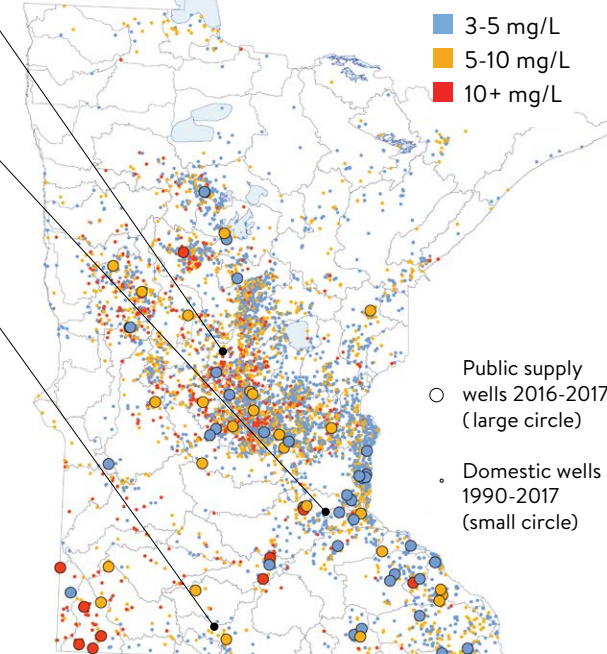 3-5 mg/L
5-10 mg/L
10+ mg/L
Public supply
wells 2016-2017
(large circle)
Domestic wells
1990-2017
(small circle)